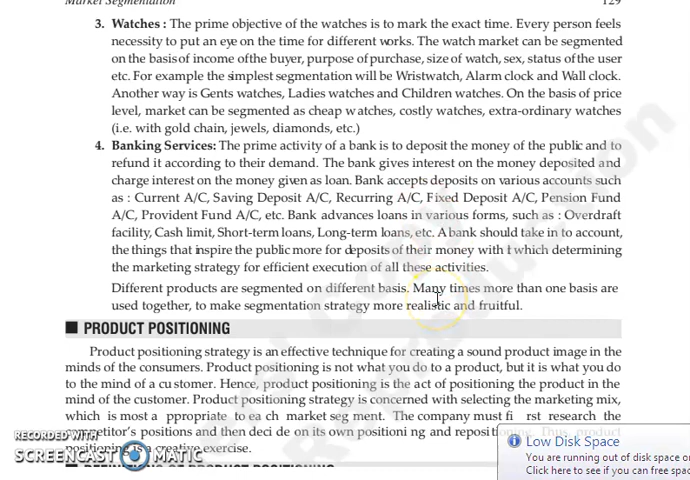 Market Segmentation 129
3. Watches : The prime objective of the watches is to mark the exact time. Every person feels
necessity to put an eye on the time for different works. The watch market can be segmented
on the basis of income of the buyer, purpose of purchase, size of watch, sex, status of the user
etc. For example the simplest segmentation will be Wristwatch, Alarm clock and Wall clock.
Another way is Gents watches, Ladies watches and Children watches. On the basis of price
level, market can be segmented as cheap watches, costly watches, extra-ordinary watches
(i.e. with gold chain, jewels, diamonds, etc.)
4. Banking Services: The prime activity of a bank is to deposit the money of the public and to
refund it according to their demand. The bank gives interest on the money deposited and
charge interest on the money given as loan. Bank accepts deposits on various accounts such
as : Current A/C, Saving Deposit A/C, Recurring A/C, Fixed Deposit A/C, Pension Fund
A/C, Provident Fund A/C, etc. Bank advances loans in various forms, such as : Overdraft
facility, Cash limit, Short-term loans, Long-term loans, etc. A bank should take in to account,
the things that inspire the public more for deposits of their money with it which determining
the marketing strategy for efficient execution of all these activities.
Different products are segmented on different basis. Many times more than one basis are
used together, to make segmentation strategy more realistic and fruitful.
PRODUCT POSITIONING
Product positioning strategy is an effective technique for creating a sound product image in the
minds of the consumers. Product positioning is not what you do to a product, but it is what you do
to the mind of a customer. Hence, product positioning is the act of positioning the product in the
mind of the customer. Product positioning strategy is concerned with selecting the marketing mix,
which is most a ppropriate to ea ch market seg ment. The company must fi rst research the
competitor's positions and then deci de on its own positioni ng and repositi oning. Thus, product
positioning is a creative exercise.
RECORDED WITH
SCREENCAST MATIC
Low Disk Space
You are running out of disk space on
Click here to see if you can free spac